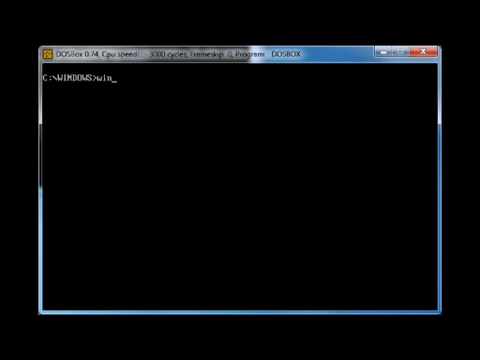 DOSBox 0.74, Cpu speed: 3000 cycles, Frameskip 0, Program: DOSBOX
C:\WINDOWS>win_